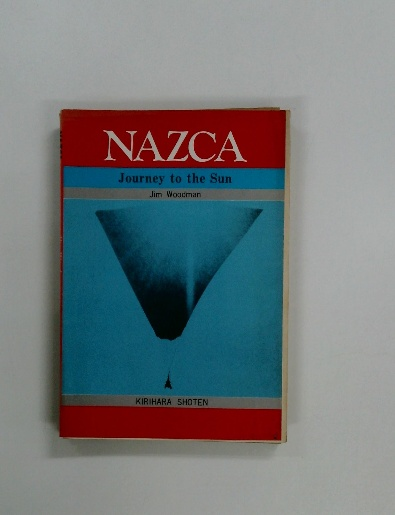 NAZCA
Journey to the Sun
Jim Woodman
KIRIHARA SHOTEN